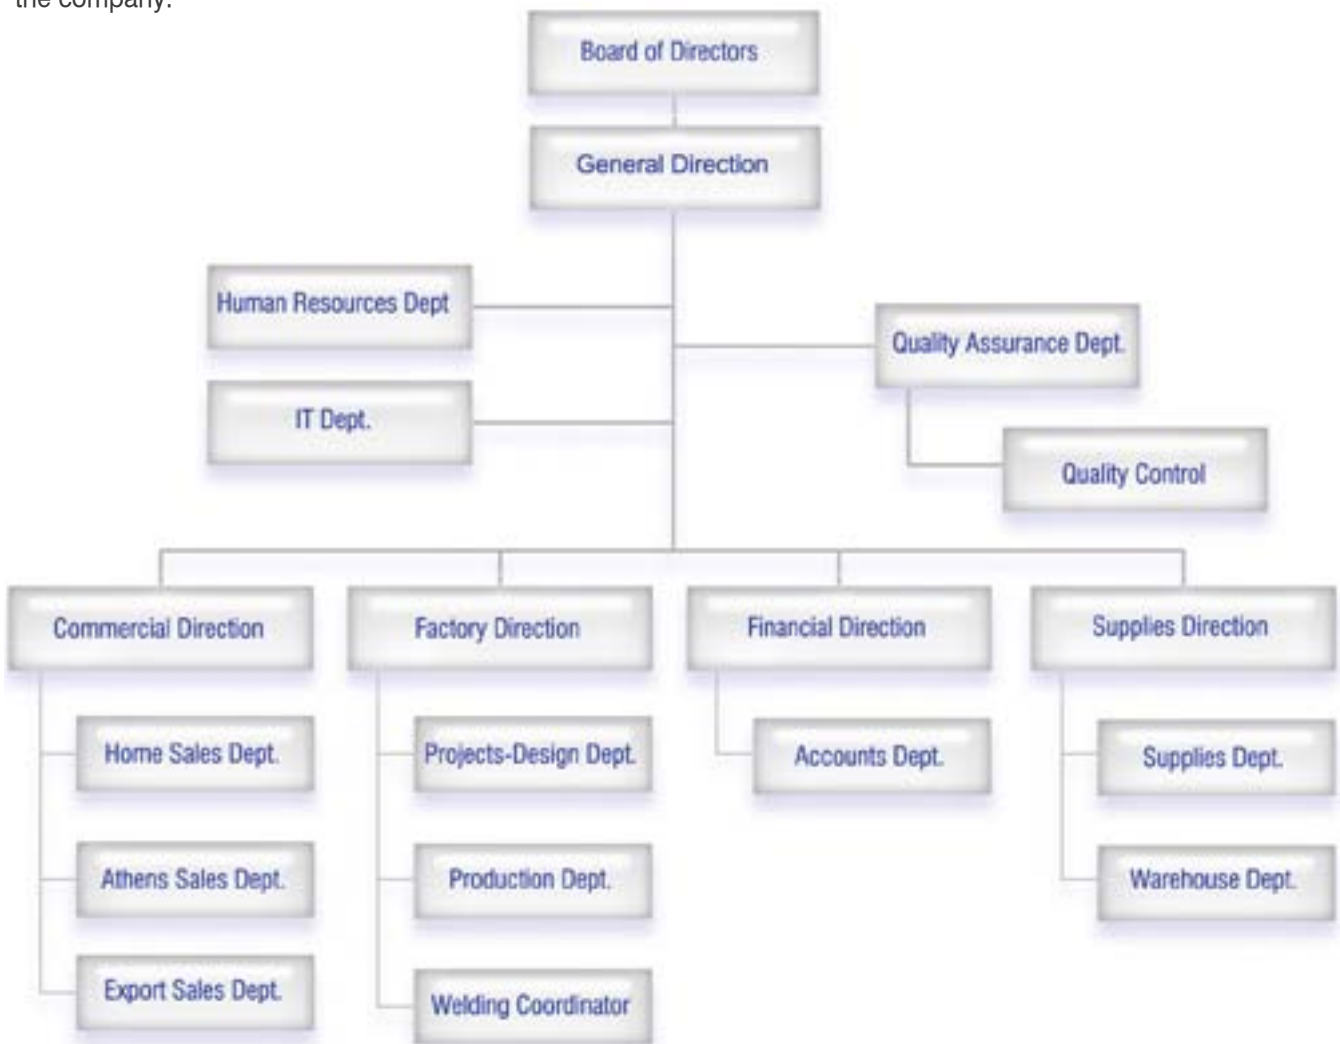 the company.
Board of Directors
General Direction
Human Resources Dept
Quality Assurance Dept.
IT Dept.
Quality Control
Commercial Direction
Factory Direction
Financial Direction
Supplies Direction
Home Sales Dept.
Projects-Design Dept.
Accounts Dept.
Supplies Dept.
Athens Sales Dept.
Production Dept.
Warehouse Dept.
Export Sales Dept.
Welding Coordinator